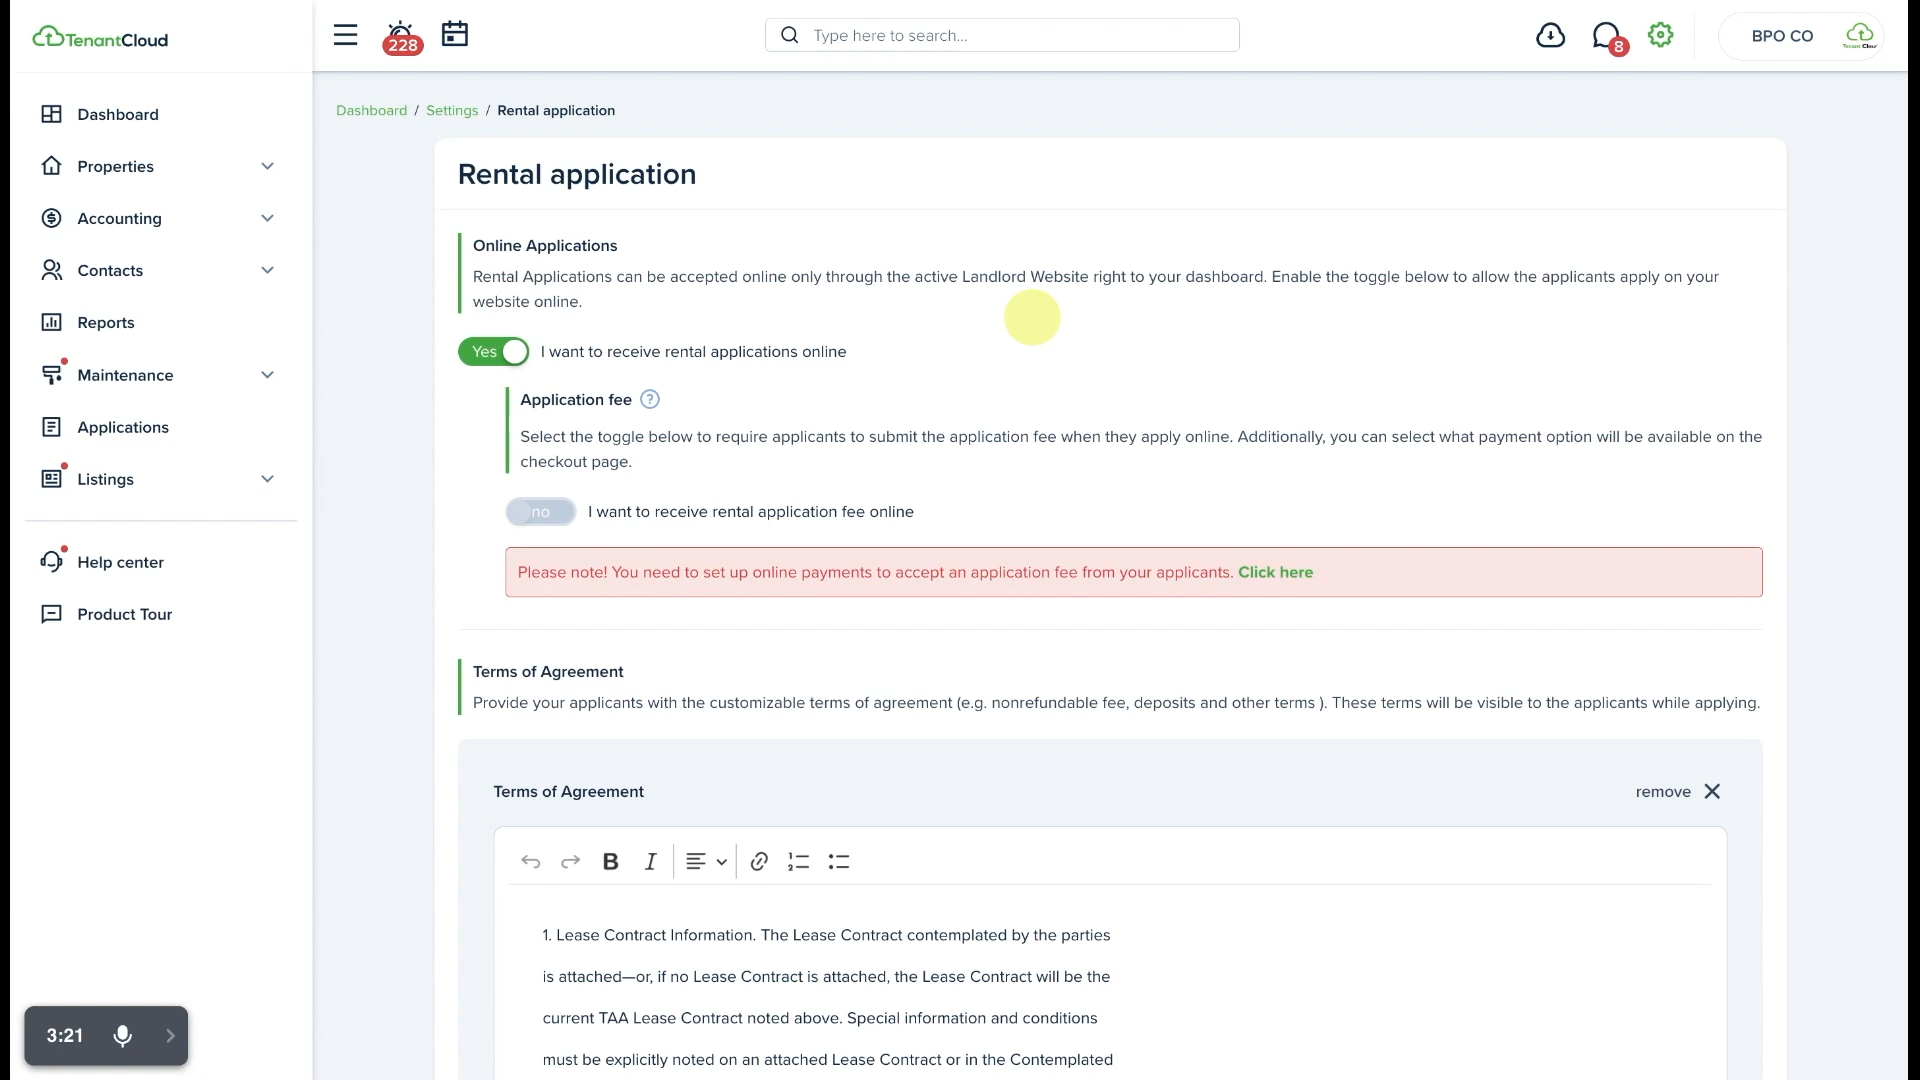 TenantCloud
228
Type here to search...
8
BPO CO
Tenant Cloud
Dashboard
Properties
Accounting
Contacts
Reports
Maintenance
Applications
Listings
Help center
Product Tour
3:21
Dashboard / Settings / Rental application
Rental application
Online Applications
Rental Applications can be accepted online only through the active Landlord Website right to your dashboard. Enable the toggle below to allow the applicants apply on your
website online.
Yes I want to receive rental applications online
Application fee ?
Select the toggle below to require applicants to submit the application fee when they apply online. Additionally, you can select what payment option will be available on the
checkout page.
no I want to receive rental application fee online
Please note! You need to set up online payments to accept an application fee from your applicants. Click here
Terms of Agreement
Provide your applicants with the customizable terms of agreement (e.g. nonrefundable fee, deposits and other terms ). These terms will be visible to the applicants while applying.
Terms of Agreement remove
B I
1. Lease Contract Information. The Lease Contract contemplated by the parties
is attached—or, if no Lease Contract is attached, the Lease Contract will be the
current TAA Lease Contract noted above. Special information and conditions
must be explicitly noted on an attached Lease Contract or in the Contemplated